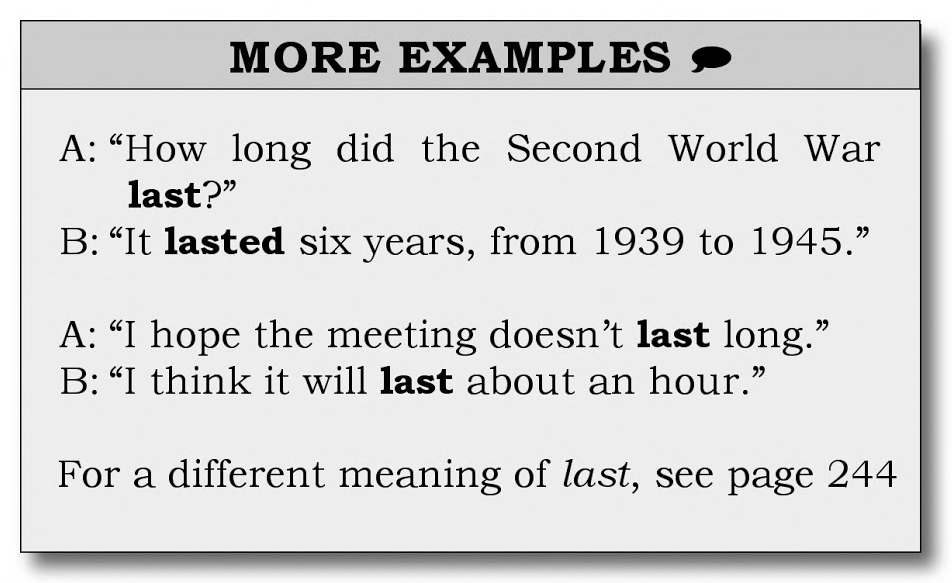 MORE EXAMPLES
A: “How long did the Second World War
last?”
B: “It lasted six years, from 1939 to 1945.”
A: “I hope the meeting doesn’t last long.”
B: “I think it will last about an hour.”
For a different meaning of last, see page 244